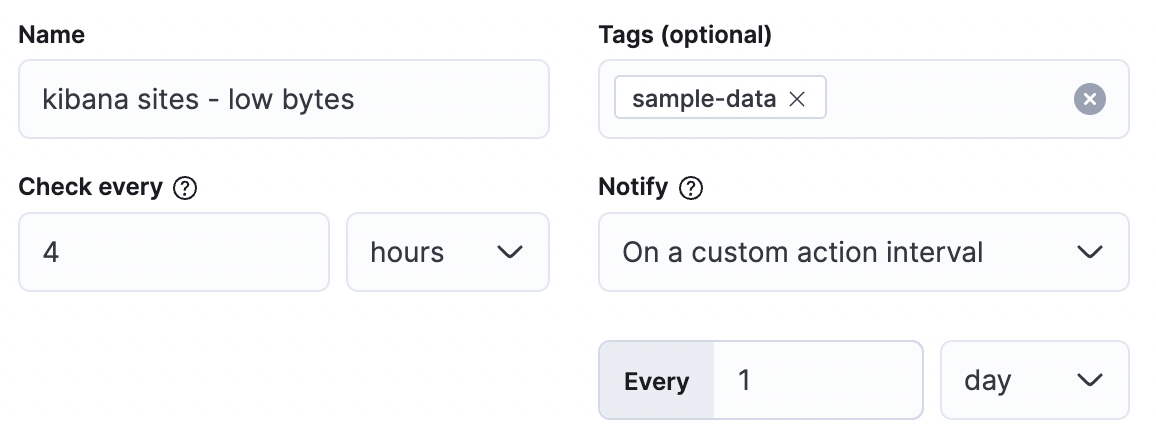 Name
kibana sites - low bytes
Tags (optional)
sample-data
Check every
4
hours
Notify
On a custom action interval
Every
1
day